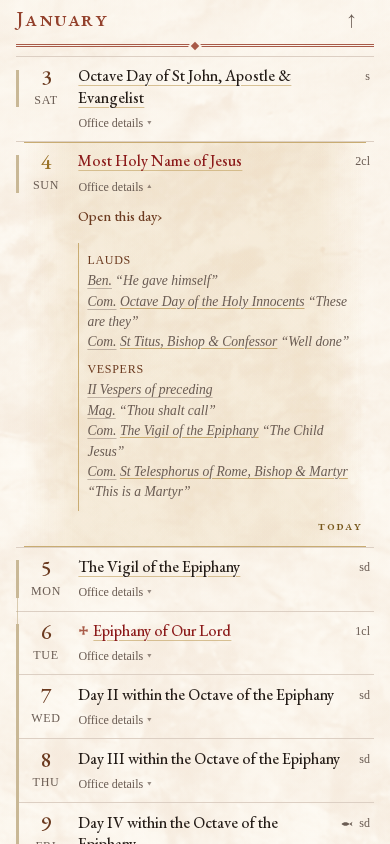 JANUARY ↑
3 Octave Day of St John, Apostle & s
SAT Evangelist
Office details ▾
4 Most Holy Name of Jesus 2cl
SUN Office details ▴
Open this day›
LAUDS
Ben. “He gave himself”
Com. Octave Day of the Holy Innocents “These
are they”
Com. St Titus, Bishop & Confessor “Well done”
VESPERS
II Vespers of preceding
Mag. “Thou shalt call”
Com. The Vigil of the Epiphany “The Child
Jesus”
Com. St Telesphorus of Rome, Bishop & Martyr
“This is a Martyr”
TODAY
5 The Vigil of the Epiphany sd
MON Office details ▾
6 ✢ Epiphany of Our Lord 1cl
TUE Office details ▾
7 Day II within the Octave of the Epiphany sd
WED Office details ▾
8 Day III within the Octave of the Epiphany sd
THU Office details ▾
9 Day IV within the Octave of the sd
FRI Epiphany